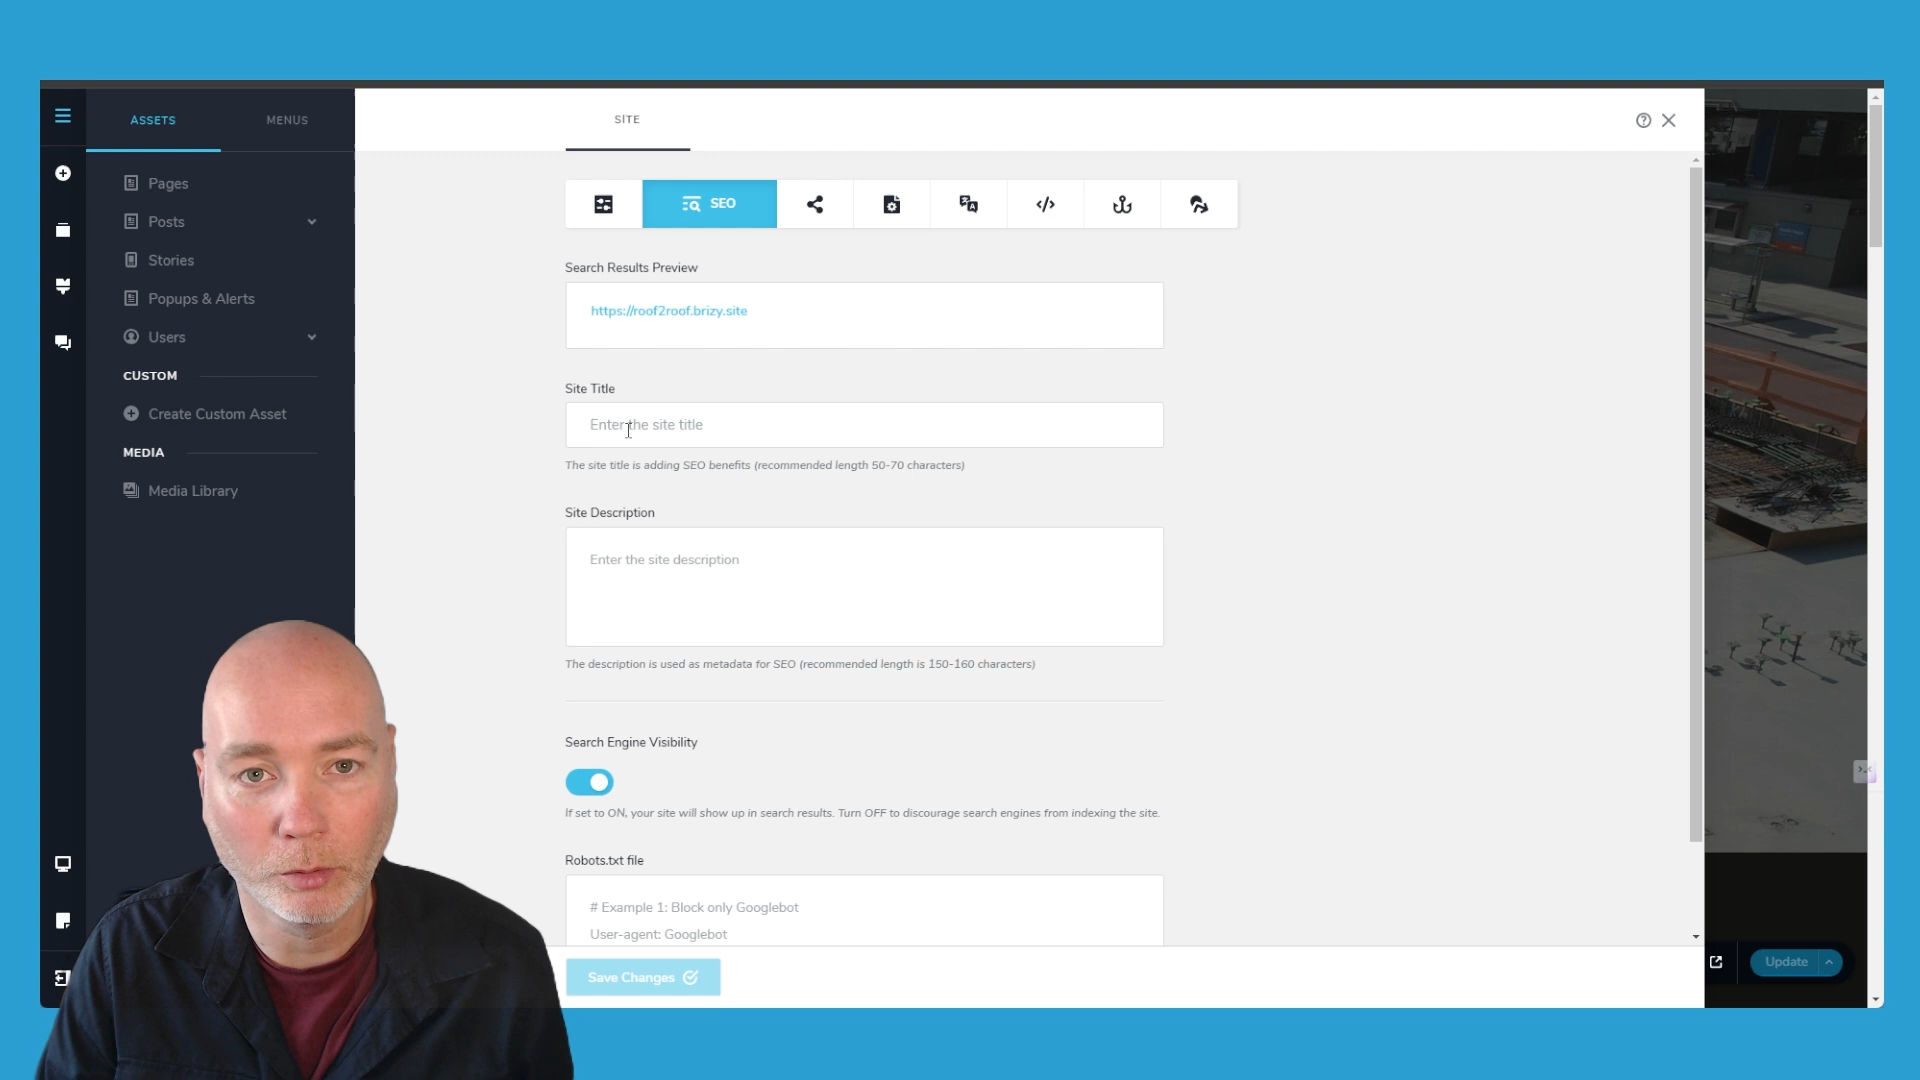 ASSETS
MENUS
SITE
Pages
Posts
Stories
Popups & Alerts
Users
CUSTOM
Create Custom Asset
MEDIA
Media Library
SEO
Search Results Preview
https://roof2roof.brizy.site
Site Title
Enter the site title
The site title is adding SEO benefits (recommended length 50-70 characters)
Site Description
Enter the site description
The description is used as metadata for SEO (recommended length is 150-160 characters)
Search Engine Visibility
If set to ON, your site will show up in search results. Turn OFF to discourage search engines from indexing the site.
Robots.txt file
# Example 1: Block only Googlebot
User-agent: Googlebot
Save Changes
Update